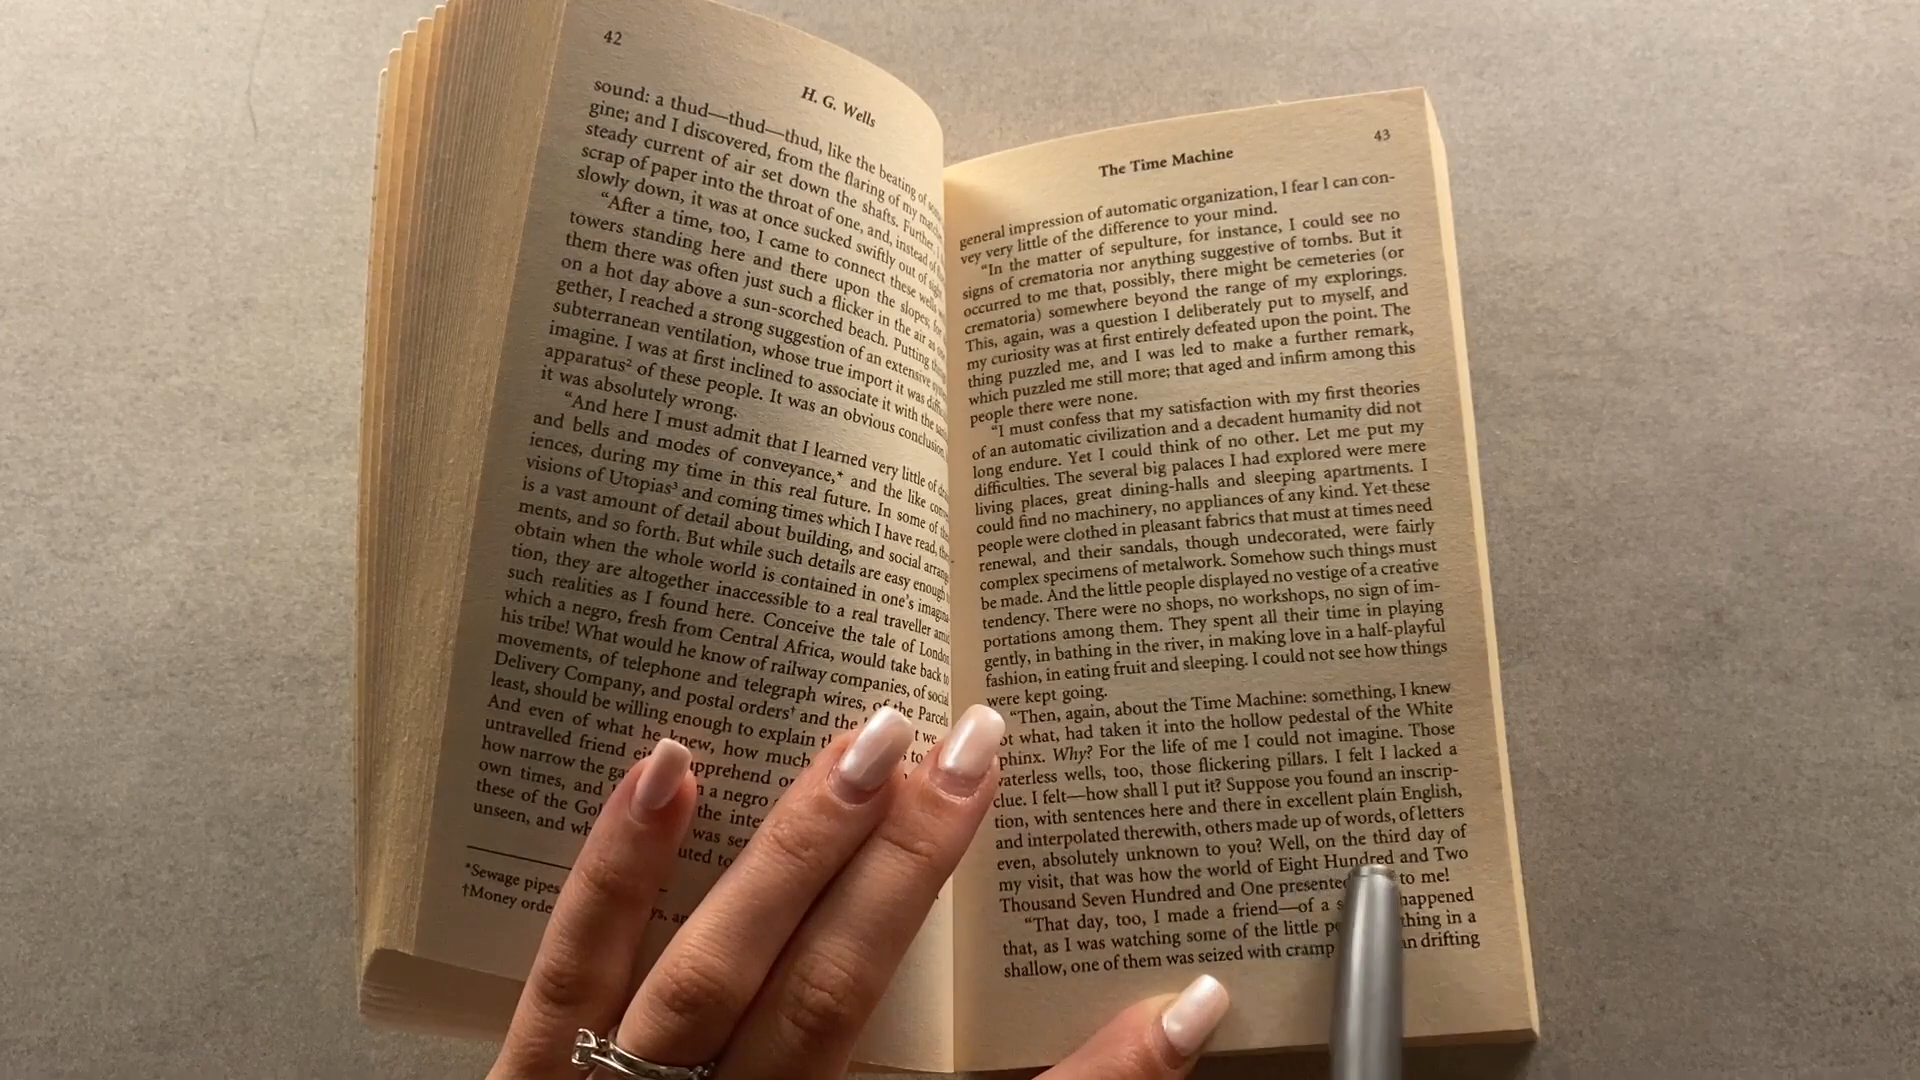 42
H. G. Wells
sound: a thud—thud—thud, like the beating of some
gine; and I discovered, from the flaring of my matches
steady current of air set down the shafts. Further, I
scrap of paper into the throat of one, and, instead of
slowly down, it was at once sucked swiftly out of sight
“After a time, too, I came to connect these wells
towers standing here and there upon the slopes; for
them there was often just such a flicker in the air as one
on a hot day above a sun-scorched beach. Putting things
gether, I reached a strong suggestion of an extensive
subterranean ventilation, whose true import it was
imagine. I was at first inclined to associate it with the
apparatus² of these people. It was an obvious conclusion,
it was absolutely wrong.
“And here I must admit that I learned very little of
and bells and modes of conveyance,* and the like
iences, during my time in this real future. In some of the
visions of Utopias³ and coming times which I have read,
is a vast amount of detail about building, and social arrange
ments, and so forth. But while such details are easy enough
obtain when the whole world is contained in one's imagina
tion, they are altogether inaccessible to a real traveller amid
such realities as I found here. Conceive the tale of London
which a negro, fresh from Central Africa, would take back to
his tribe! What would he know of railway companies, of social
movements, of telephone and telegraph wires, of the Parcels
Delivery Company, and postal orders† and the
least, should be willing enough to explain
And even of what he knew, how much
untravelled friend apprehend
how narrow the a negro
own times, and the
these of the
unseen, and was
*Sewage pipes
†Money
43
The Time Machine
general impression of automatic organization, I fear I can con-
vey very little of the difference to your mind.
“In the matter of sepulture, for instance, I could see no
signs of crematoria nor anything suggestive of tombs. But it
occurred to me that, possibly, there might be cemeteries (or
crematoria) somewhere beyond the range of my explorings.
This, again, was a question I deliberately put to myself, and
my curiosity was at first entirely defeated upon the point. The
thing puzzled me, and I was led to make a further remark,
which puzzled me still more; that aged and infirm among this
people there were none.
“I must confess that my satisfaction with my first theories
of an automatic civilization and a decadent humanity did not
long endure. Yet I could think of no other. Let me put my
difficulties. The several big palaces I had explored were mere
living places, great dining-halls and sleeping apartments. I
could find no machinery, no appliances of any kind. Yet these
people were clothed in pleasant fabrics that must at times need
renewal, and their sandals, though undecorated, were fairly
complex specimens of metalwork. Somehow such things must
be made. And the little people displayed no vestige of a creative
tendency. There were no shops, no workshops, no sign of im-
portations among them. They spent all their time in playing
gently, in bathing in the river, in making love in a half-playful
fashion, in eating fruit and sleeping. I could not see how things
were kept going.
“Then, again, about the Time Machine: something, I knew
not what, had taken it into the hollow pedestal of the White
Sphinx. Why? For the life of me I could not imagine. Those
waterless wells, too, those flickering pillars. I felt I lacked a
clue. I felt—how shall I put it? Suppose you found an inscrip-
tion, with sentences here and there in excellent plain English,
and interpolated therewith, others made up of words, of letters
even, absolutely unknown to you? Well, on the third day of
my visit, that was how the world of Eight Hundred and Two
Thousand Seven Hundred and One presented to me!
“That day, too, I made a friend—of a happened
that, as I was watching some of the little in a
shallow, one of them was seized with cramp drifting